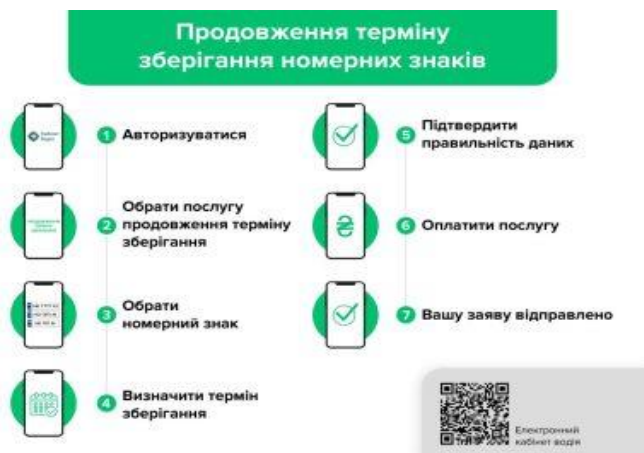 Продовження терміну
зберігання номерних знаків
1 Авторизуватися
2 Обрати послугу
продовження терміну
зберігання
3 Обрати
номерний знак
4 Визначити термін
зберігання
5 Підтвердити
правильність даних
₴
6 Оплатити послугу
7 Вашу заяву відправлено
Електронний
кабінет водія